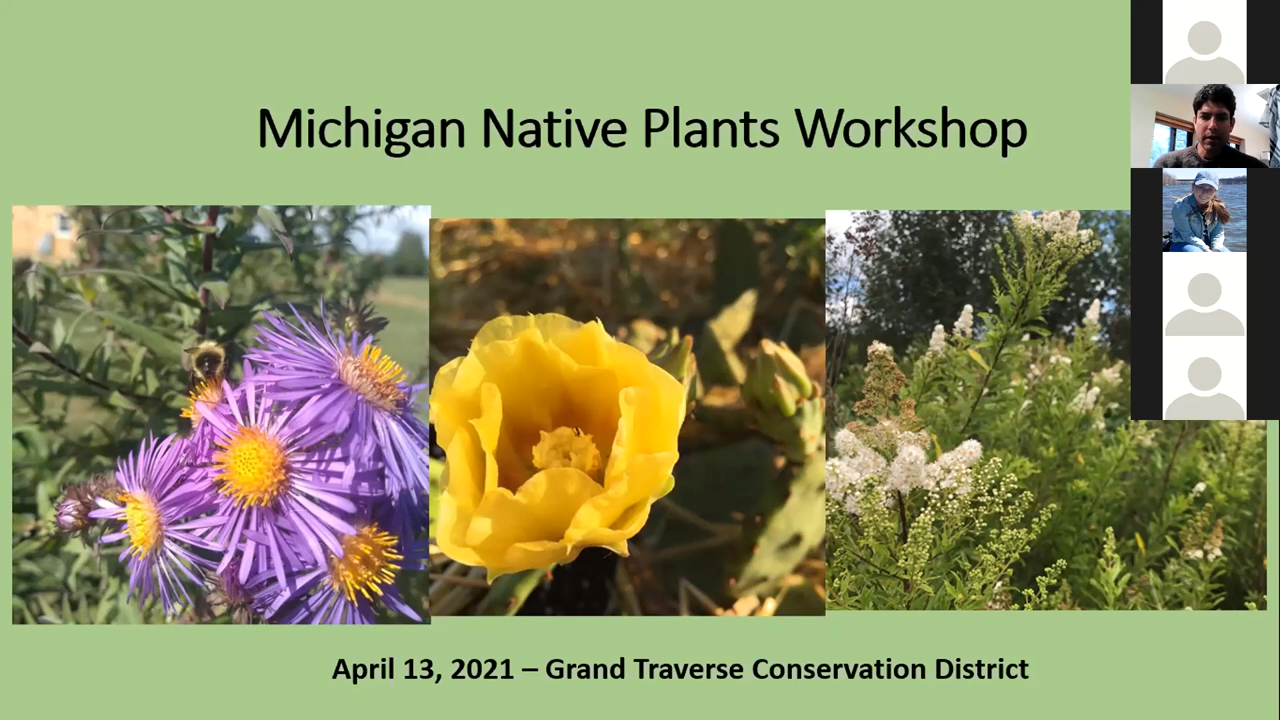 Michigan Native Plants Workshop
April 13, 2021 – Grand Traverse Conservation District